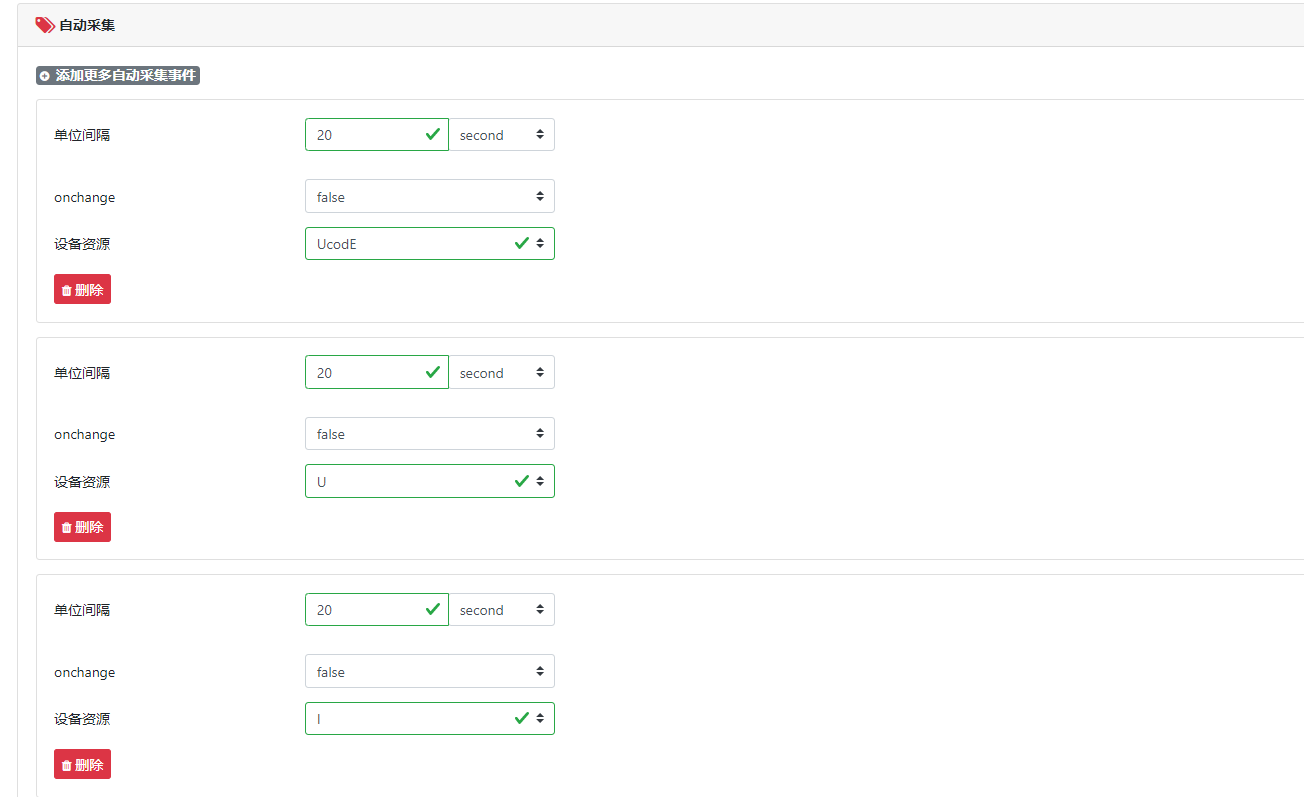 自动采集
添加更多自动采集事件
单位间隔 20 second
onchange false
设备资源 UcodE
删除
单位间隔 20 second
onchange false
设备资源 U
删除
单位间隔 20 second
onchange false
设备资源 I
删除